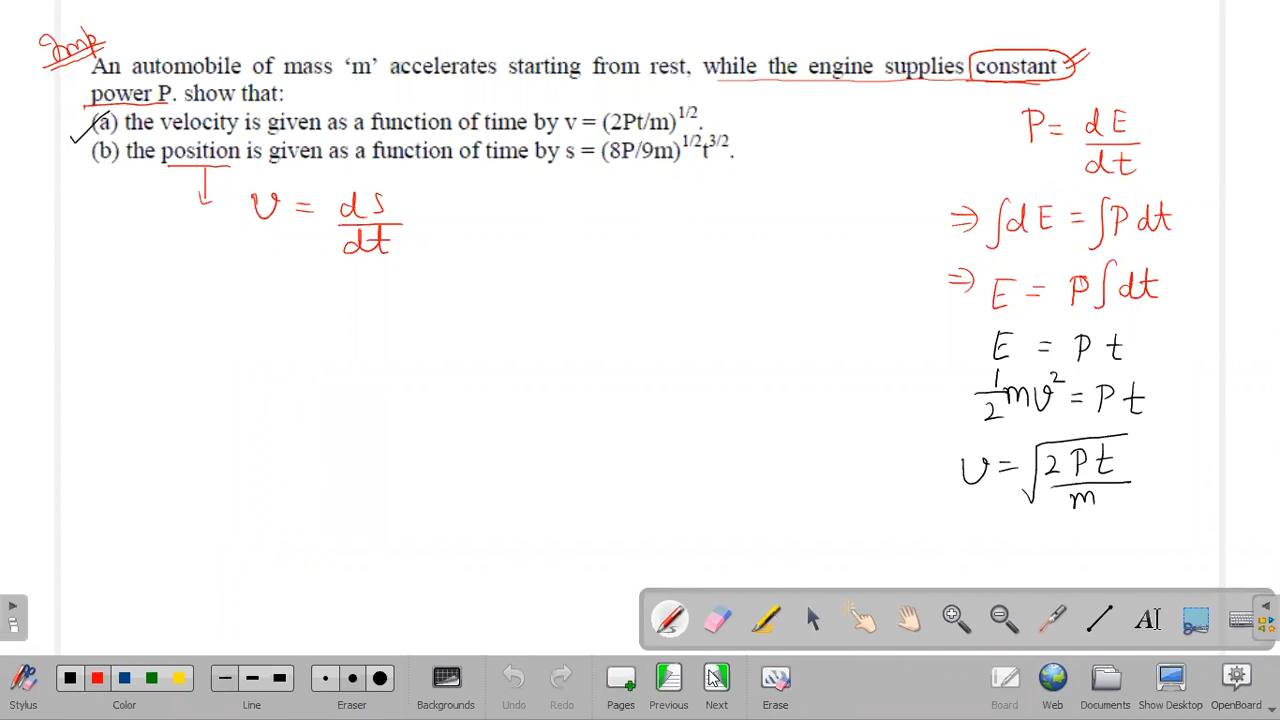 Imp
An automobile of mass ‘m’ accelerates starting from rest, while the engine supplies constant
power P. show that:
(a) the velocity is given as a function of time by v = (2Pt/m)^1/2.
(b) the position is given as a function of time by s = (8P/9m)^1/2 t^3/2.
v = ds/dt
P = dE/dt
⇒ ∫dE = ∫P dt
⇒ E = P∫dt
E = P t
1/2 mv² = P t
v = √(2Pt/m)
Stylus
Color
Line
Eraser
Backgrounds
Undo
Redo
Pages
Previous
Next
Erase
Board
Web
Documents
Show Desktop
OpenBoard